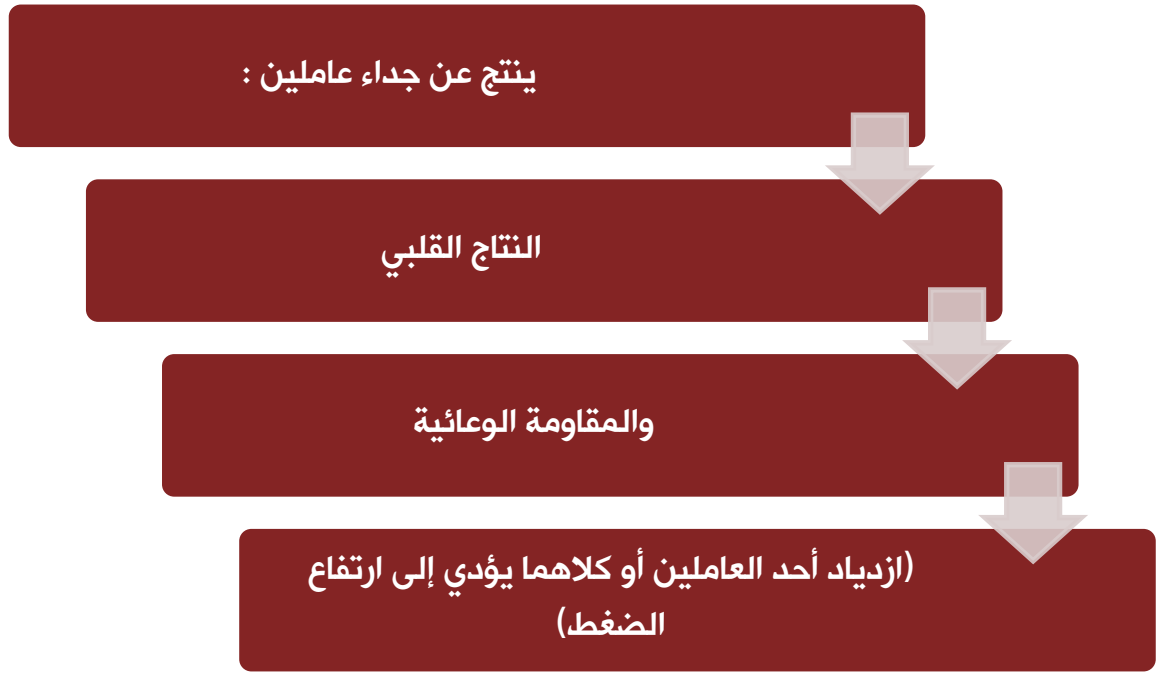 ينتج عن جداء عاملين :
النتاج القلبي
والمقاومة الوعائية
(ازدياد أحد العاملين أو كلاهما يؤدي إلى ارتفاع
الضغط)